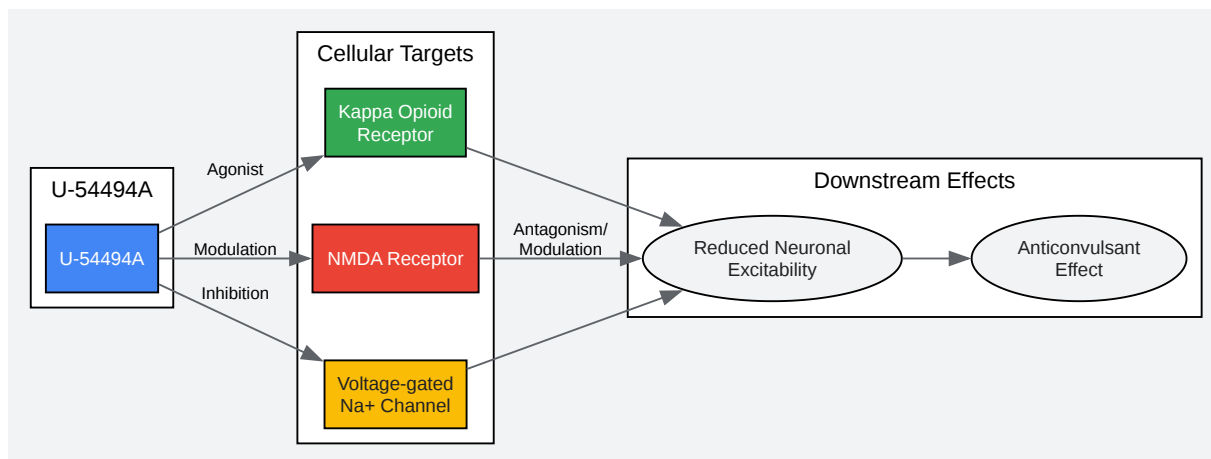 U-54494A
U-54494A
Agonist
Modulation
Inhibition
Cellular Targets
Kappa Opioid
Receptor
NMDA Receptor
Voltage-gated
Na+ Channel
Antagonism/
Modulation
Downstream Effects
Reduced Neuronal
Excitability
Anticonvulsant
Effect